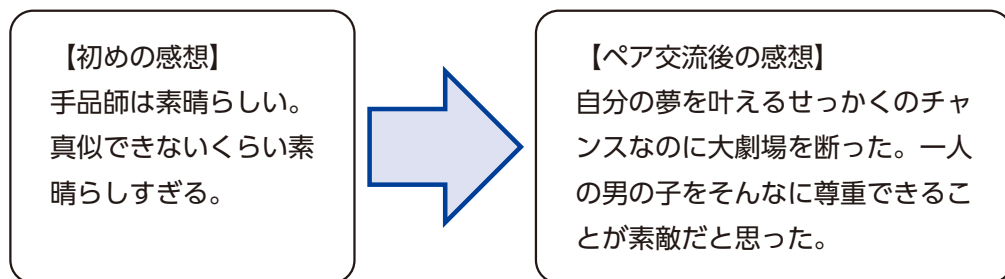 【初めの感想】
手品師は素晴らしい。
真似できないくらい素
晴らしすぎる。
【ペア交流後の感想】
自分の夢を叶えるせっかくのチャ
ンスなのに大劇場を断った。一人
の男の子をそんなに尊重できるこ
とが素敵だと思った。